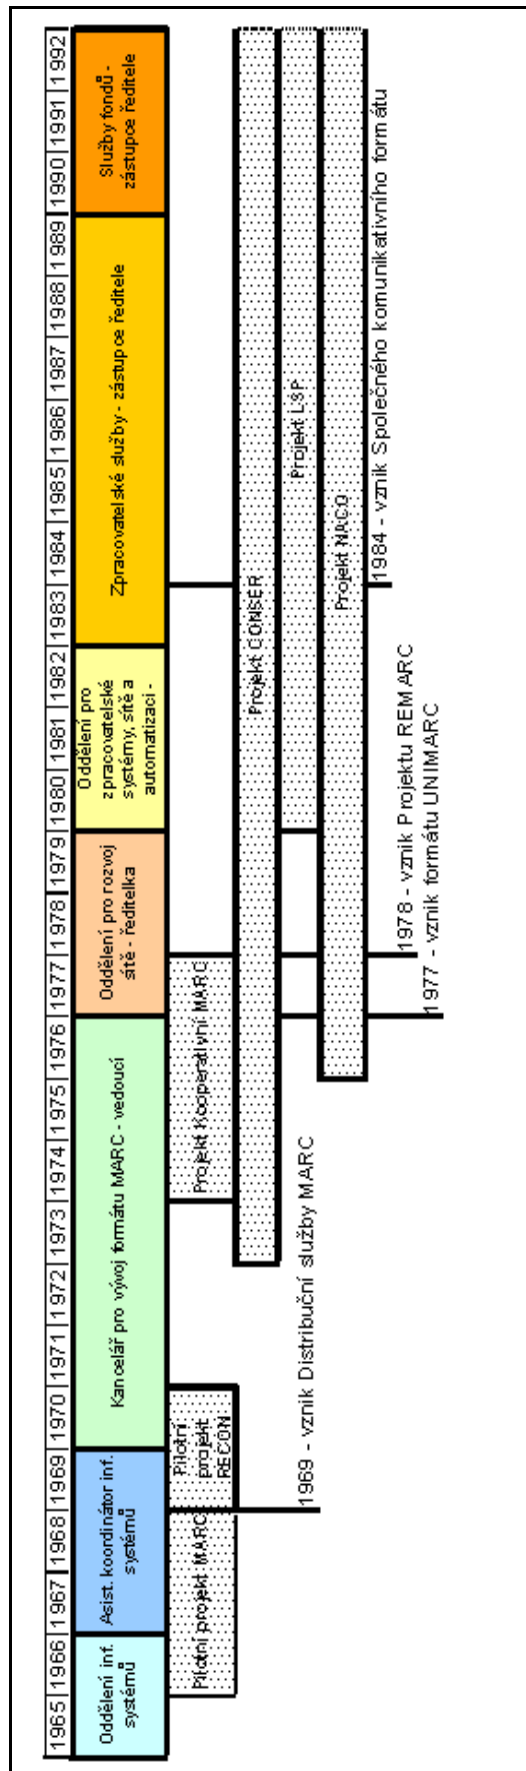 1965 1966 1967 1968 1969 1970 1971 1972 1973 1974 1975 1976 1977 1978 1979 1980 1981 1982 1983 1984 1985 1986 1987 1988 1989 1990 1991 1992
Oddělení inf.
systémů
Asist. koordinátor inf.
systémů
Kancelář pro vývoj formátu MARC - vedoucí
Oddělení pro rozvoj
sítě - ředitelka
Oddělení pro
zpracovatelské
systémy, sítě a
automatizaci -
Zpracovatelské služby - zástupce ředitele
Služby fondů -
zástupce ředitele
Pilotní projekt MARC
Pilotní
projekt
RECON
Projekt Kooperativní MARC
Projekt CONSER
Projekt LSP
Projekt NACO
1969 - vznik Distribuční služby MARC
1977 - vznik formátu UNIMARC
1978 - vznik Projektu REMARC
1984 - vznik Společného komunikativního formátu